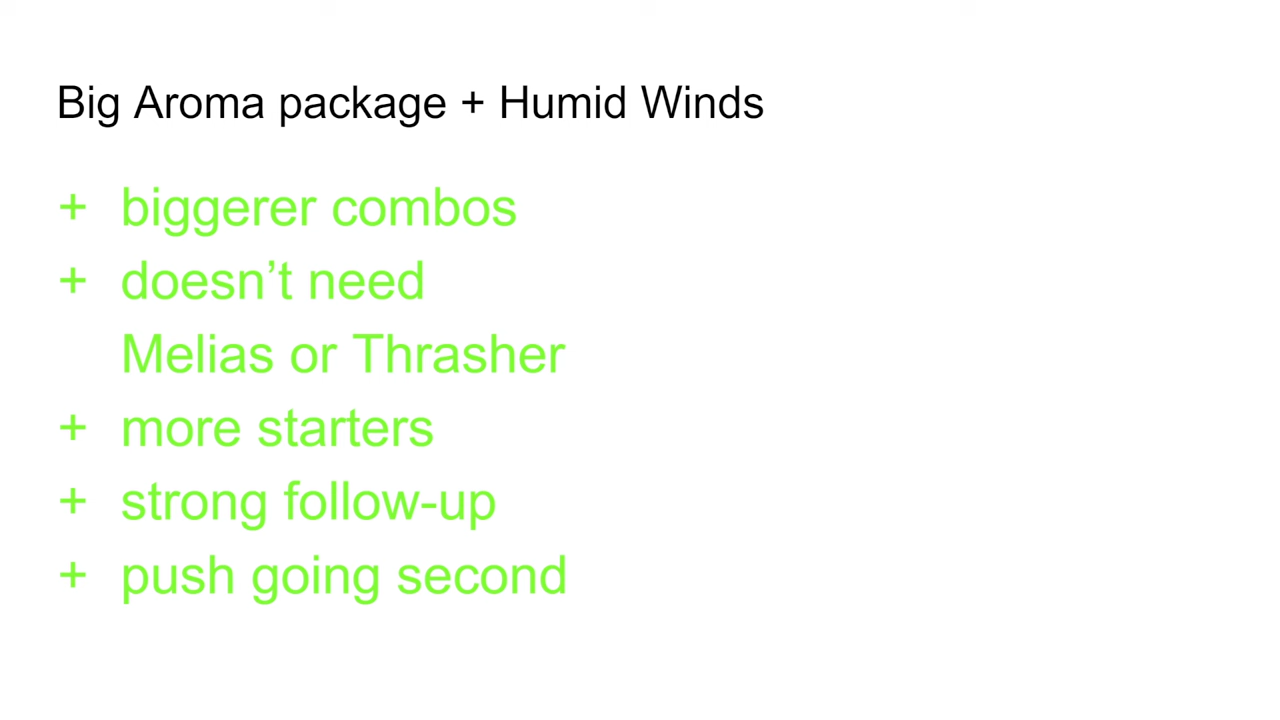 Big Aroma package + Humid Winds
+ biggerer combos
+ doesn’t need
Melias or Thrasher
+ more starters
+ strong follow-up
+ push going second